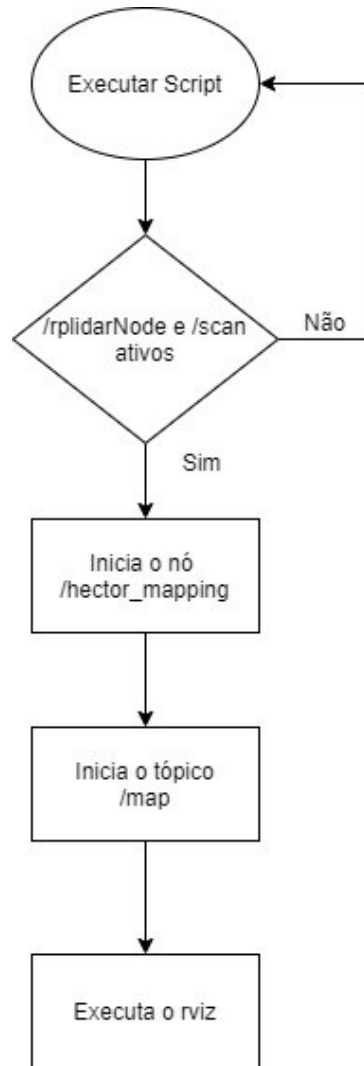 Executar Script
/rplidarNode e /scan
ativos
Não
Sim
Inicia o nó
/hector_mapping
Inicia o tópico
/map
Executa o rviz